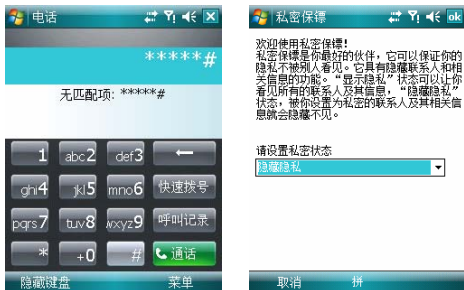 电话
*****#
无匹配项: *****#
1 abc2 def3 ←
ghi4 jkl5 mno6 快速拨号
pqrs7 tuv8 wxyz9 呼叫记录
* +0 # 通话
隐藏键盘 菜单
私密保镖 ok
欢迎使用私密保镖!
私密保镖是你最好的伙伴，它可以保证你的
隐私不被别人看见。它具有隐藏联系人和相
关信息的功能。“显示隐私”状态可以让你
看见所有的联系人及其信息，“隐藏隐私”
状态，被你设置为私密的联系人及其相关信
息就会隐藏不见。
请设置私密状态
隐藏隐私
取消 拼